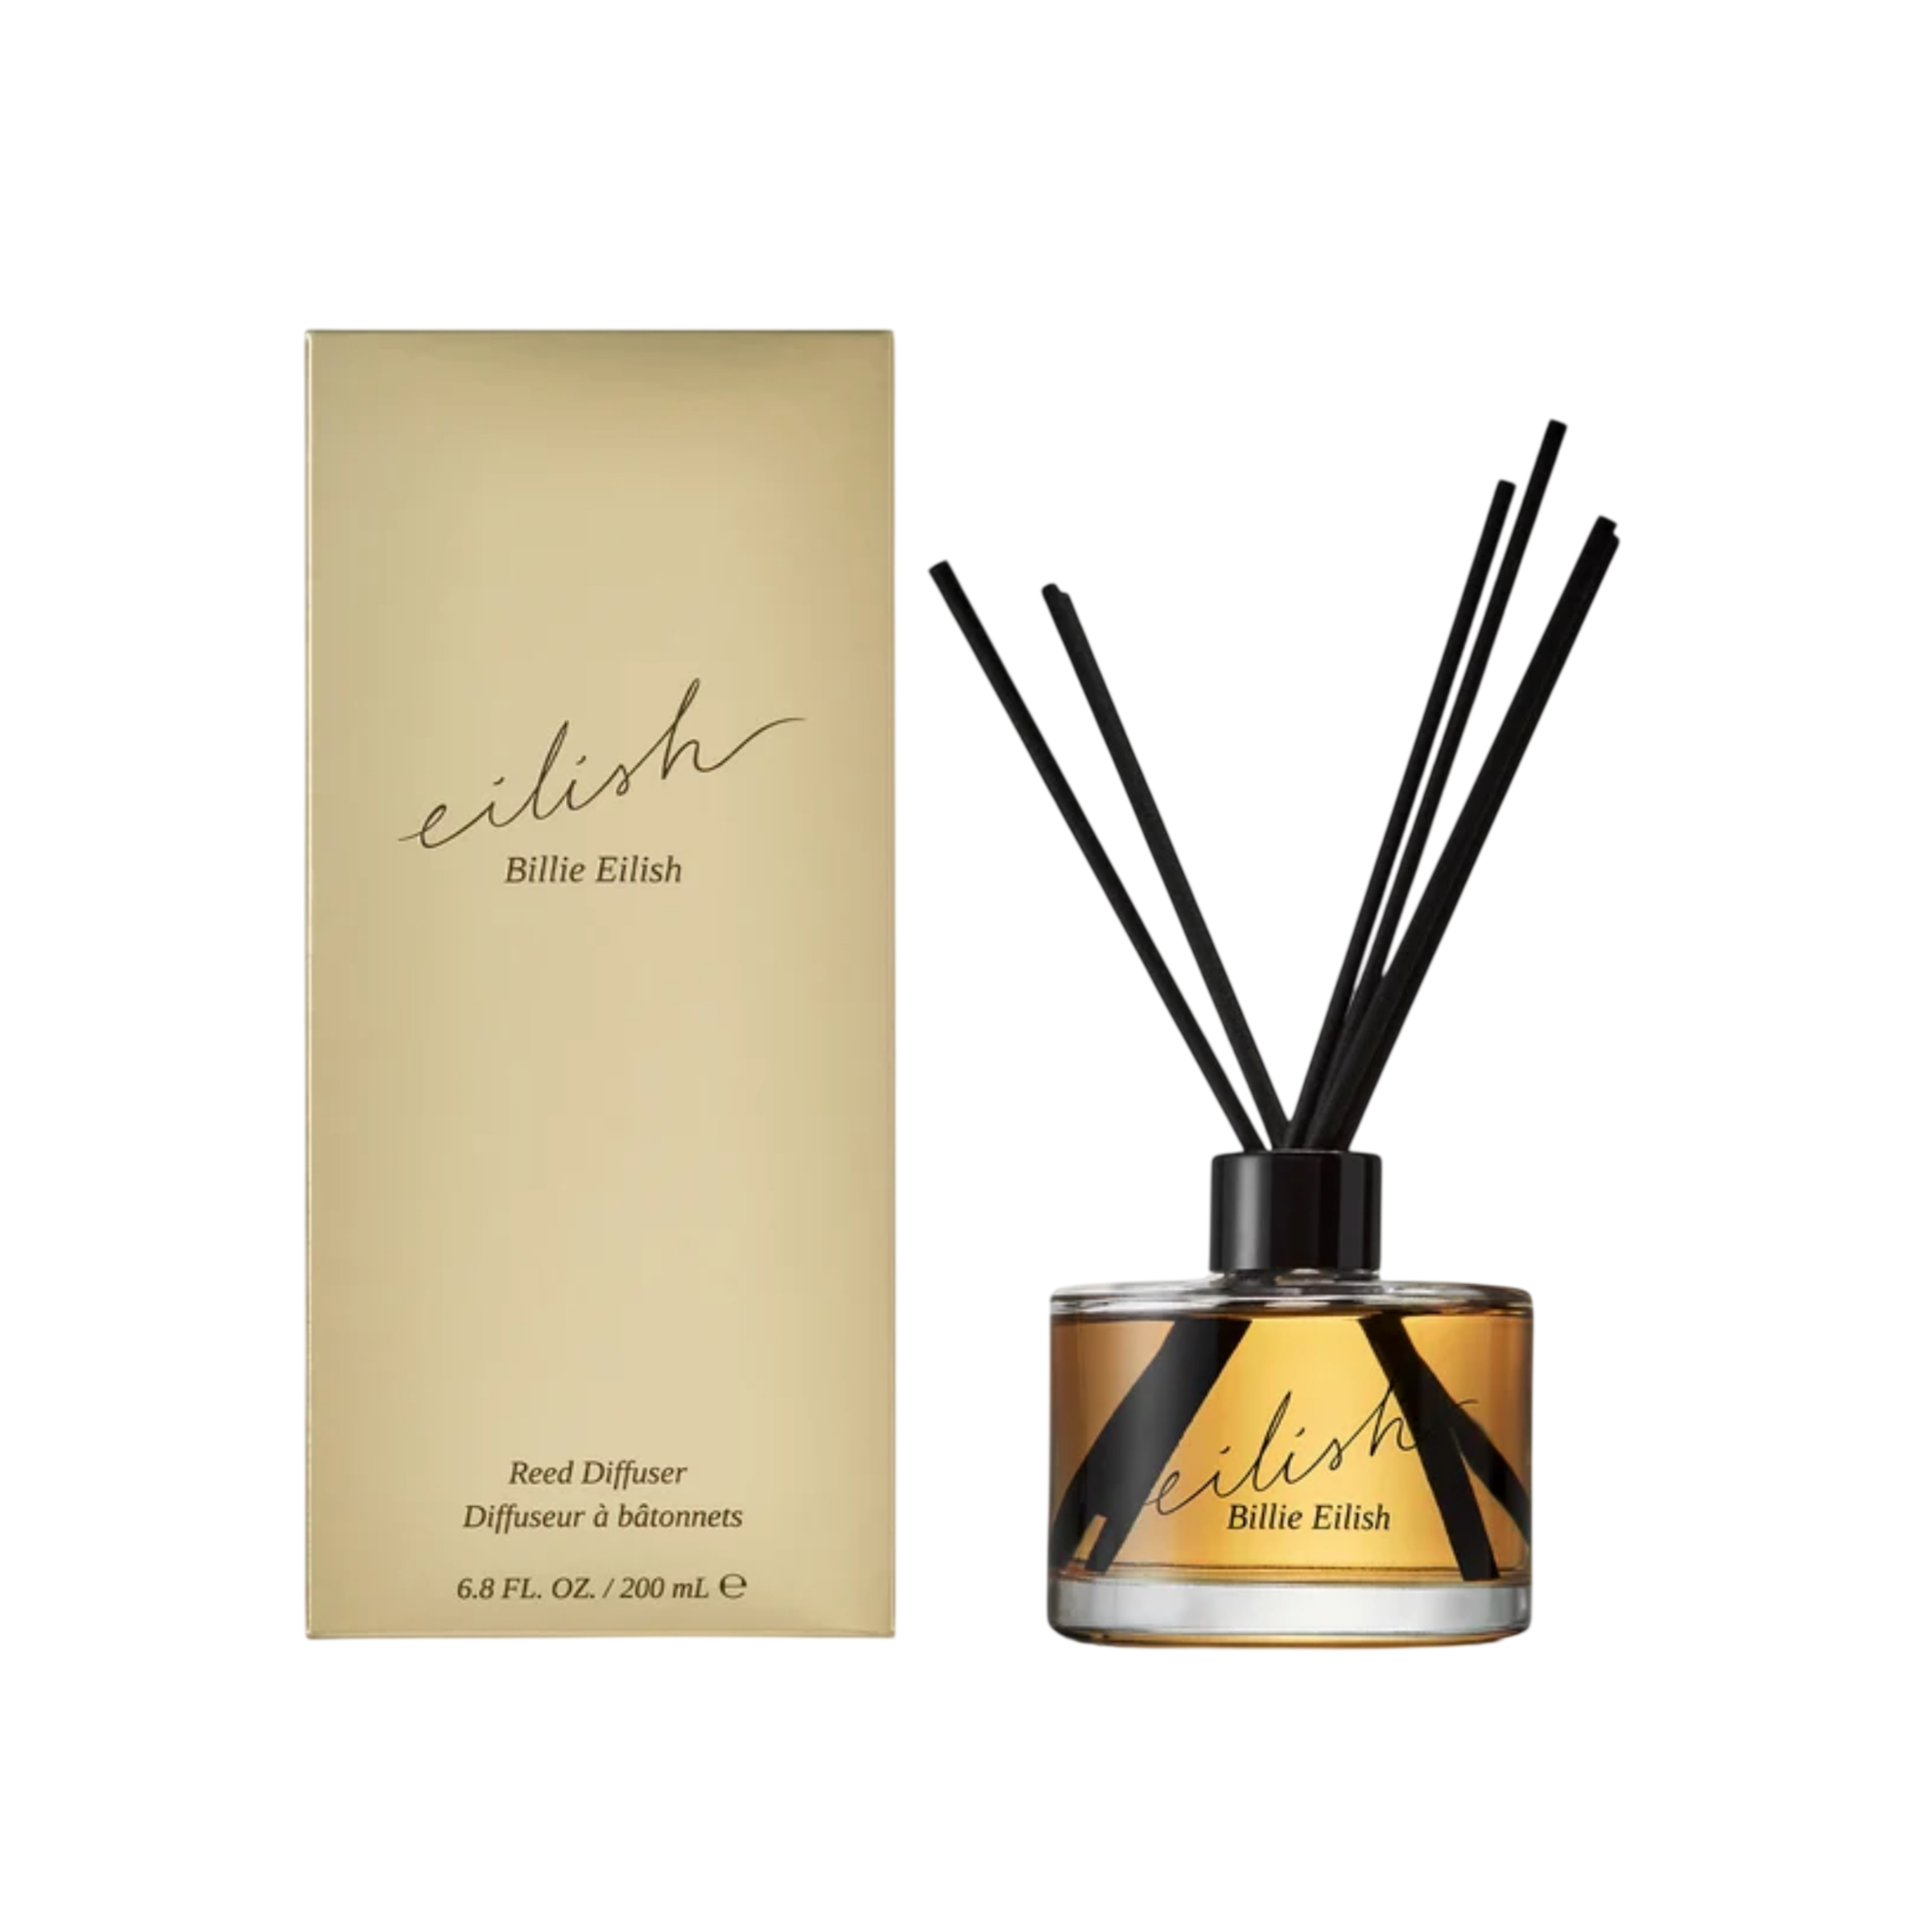 eilish
Billie Eilish
Reed Diffuser
Diffuseur à bâtonnets
6.8 FL. OZ. / 200 mL ℮
eilish
Billie Eilish